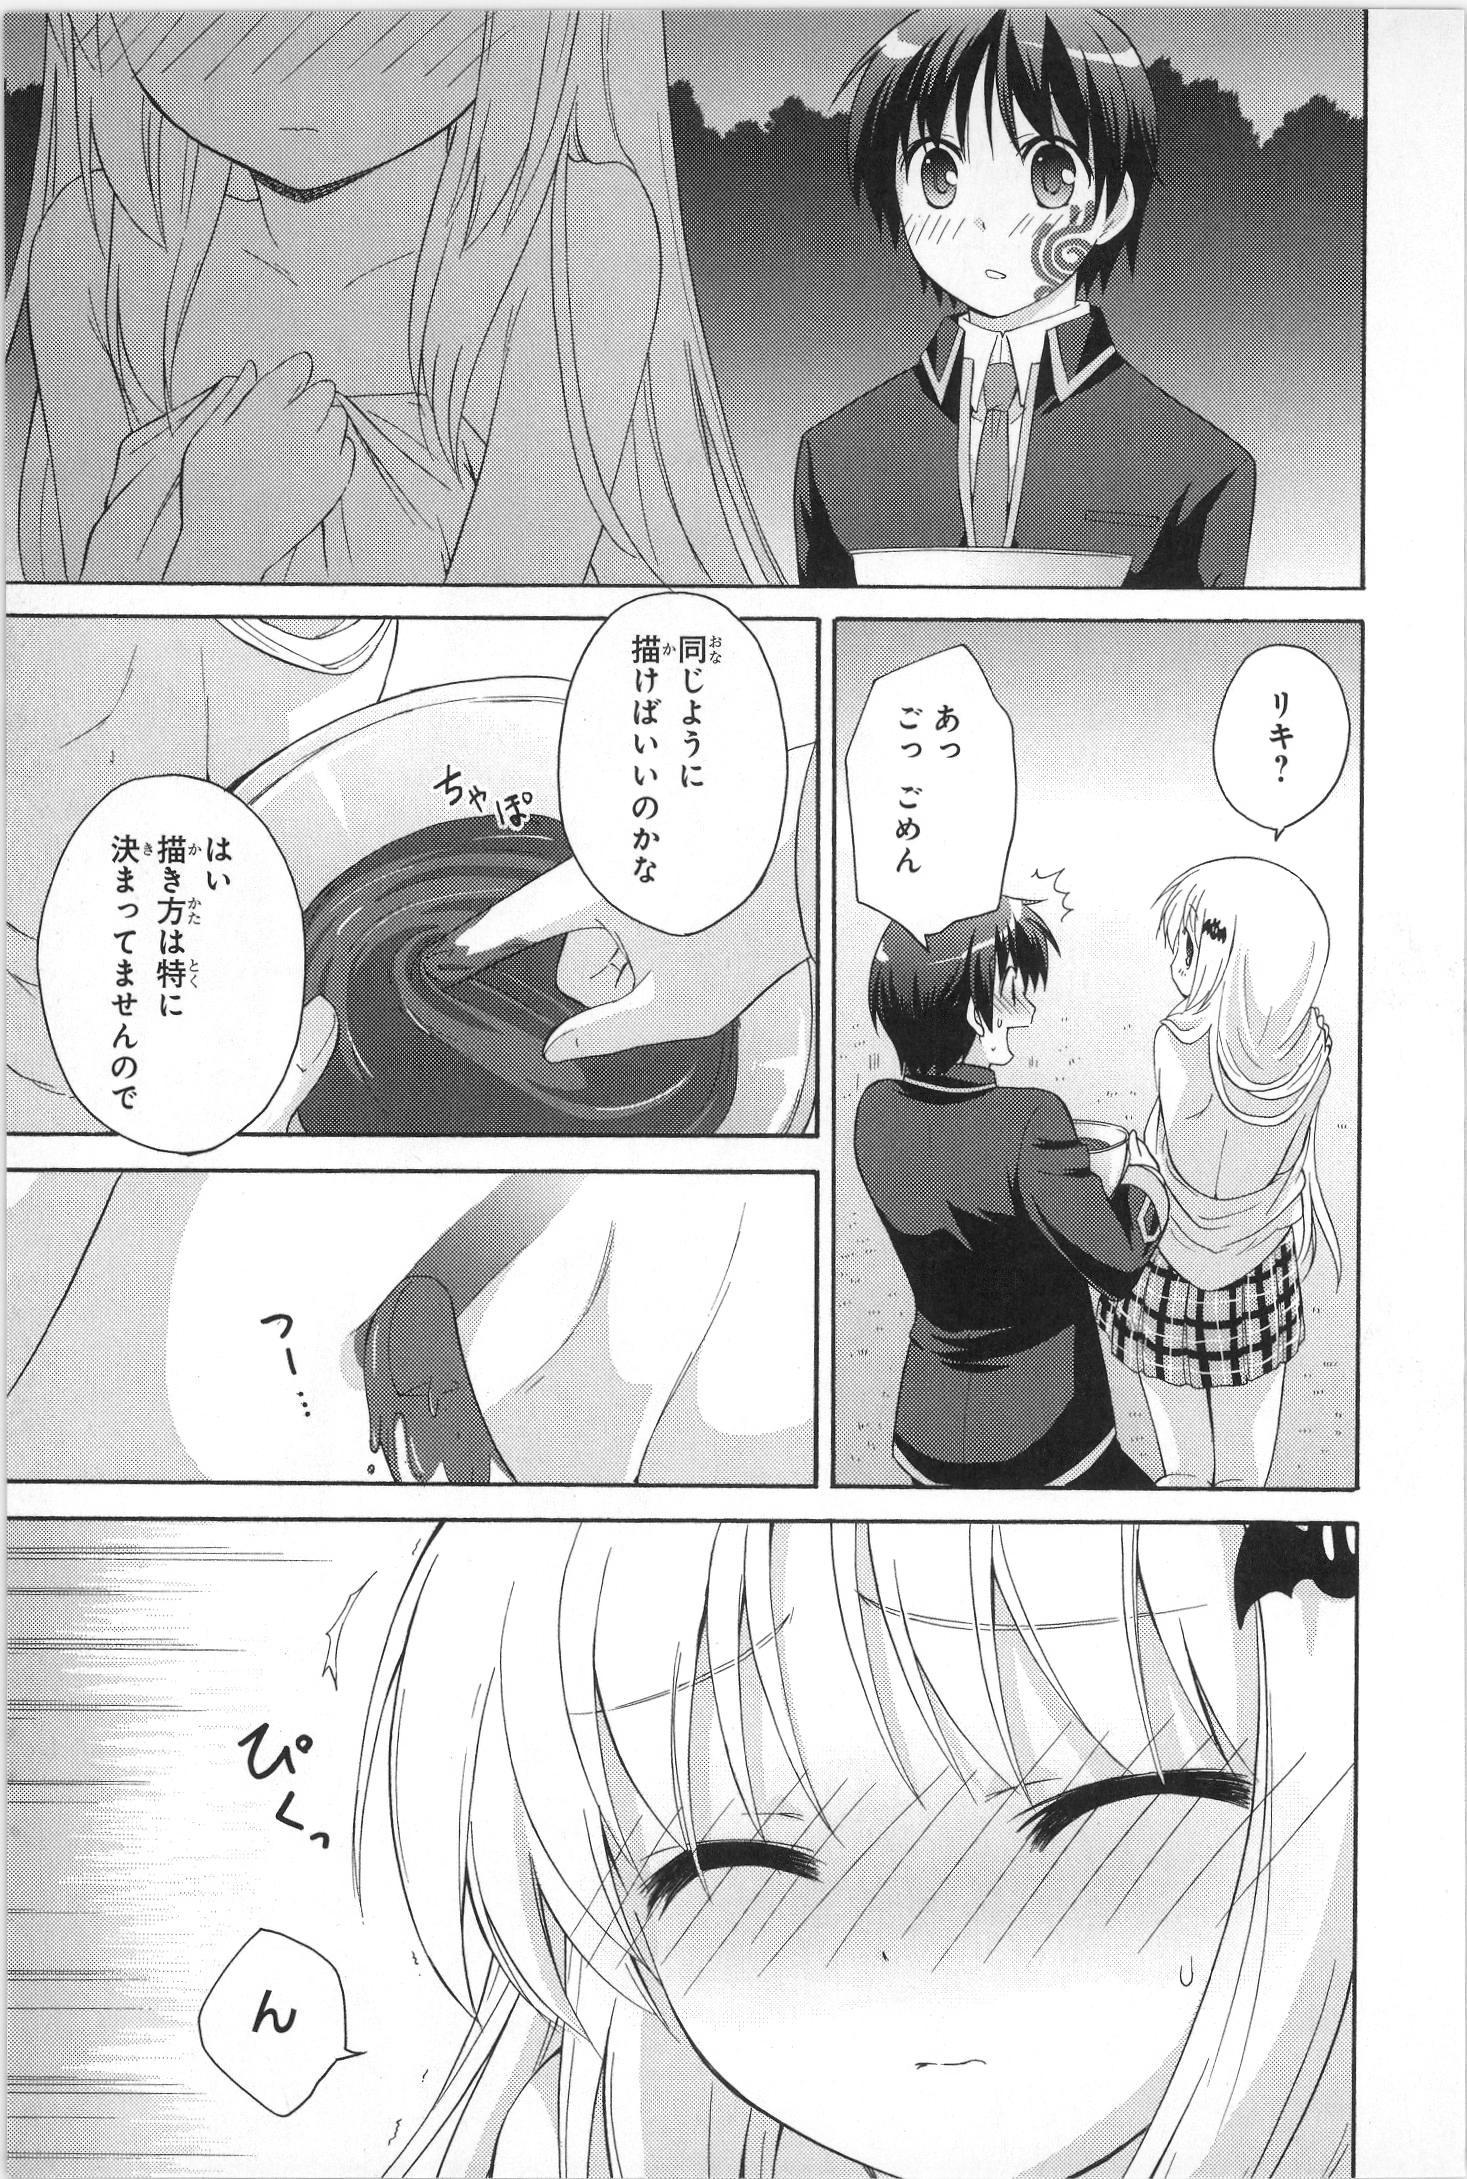 リキ？
あっ
ごっ ごめん
同じように
描けばいいのかな
ちゃぽ
はい
描き方は特に
決まってませんので
つー…
ぴくっ
ん